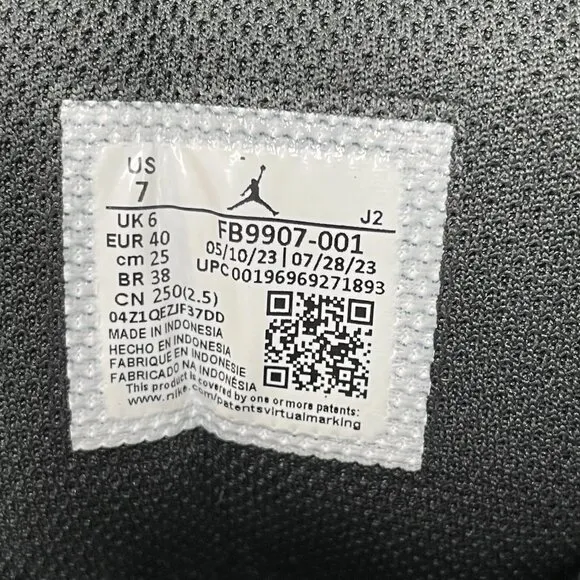 US
7
J2
UK 6
EUR 40
cm 25
BR 38
CN 250(2.5)
FB9907-001
05/10/23 | 07/28/23
UPC 00196969271893
04Z1QEZJF37DD
MADE IN INDONESIA
HECHO EN INDONESIA
FABRIQUE EN INDONESIE
FABRICADO NA INDONÉSIA
This product is covered by one or more patents:
www.nike.com/patentsvirtualmarking